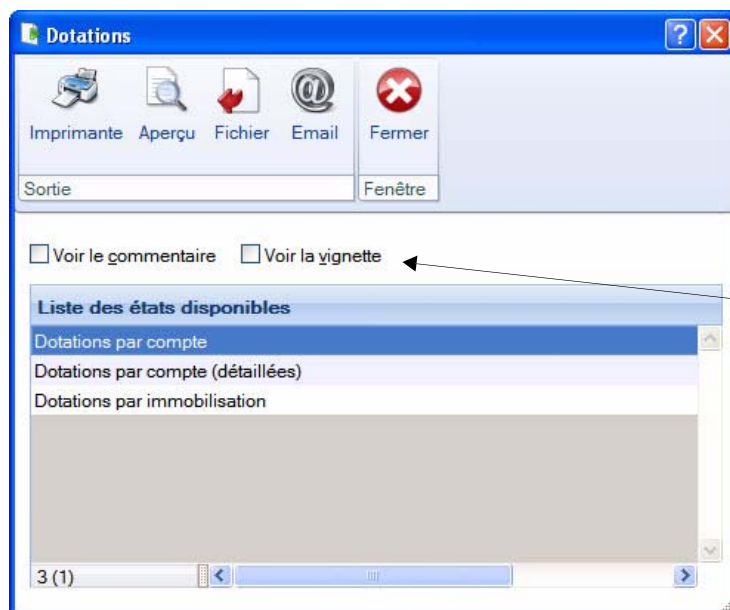 Dotations
Imprimante Aperçu Fichier Email Fermer
Sortie Fenêtre
Voir le commentaire Voir la vignette
Liste des états disponibles
Dotations par compte
Dotations par compte (détaillées)
Dotations par immobilisation
3 (1)